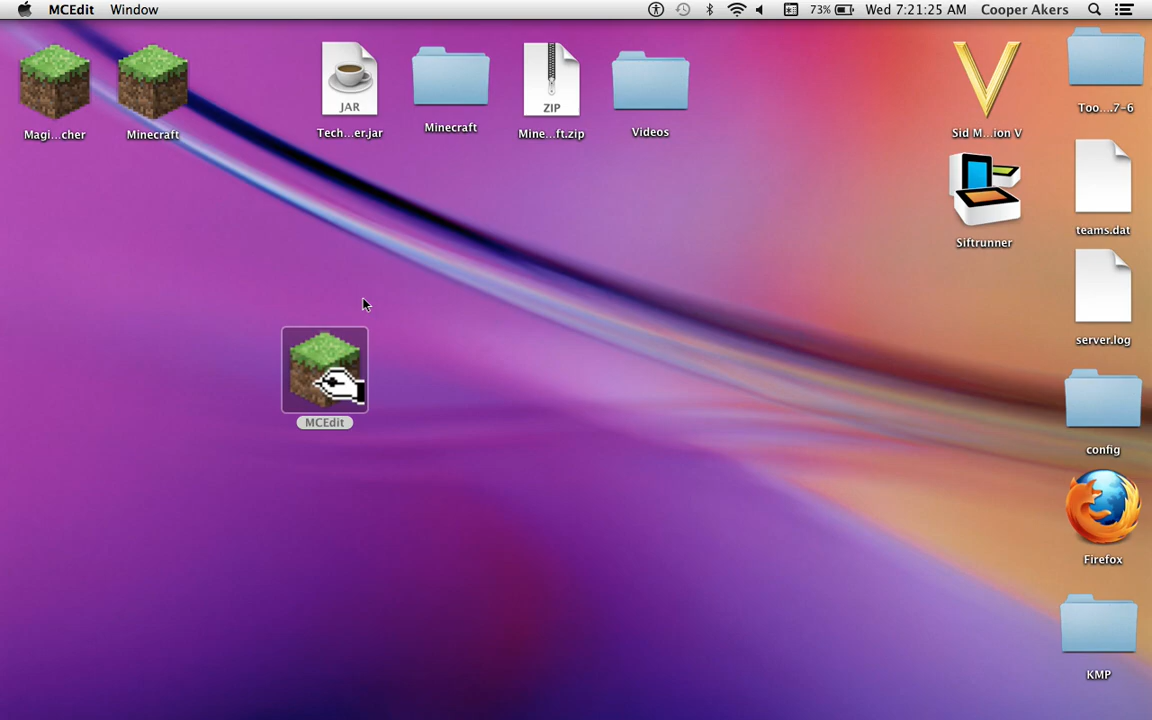 MCEdit Window 73% Wed 7:21:25 AM Cooper Akers
JAR
ZIP
Magi...cher
Minecraft
Tech...er.jar
Minecraft
Mine...ft.zip
Videos
Sid M...ion V
Too....7-6
Siftrunner
teams.dat
server.log
MCEdit
config
Firefox
KMP